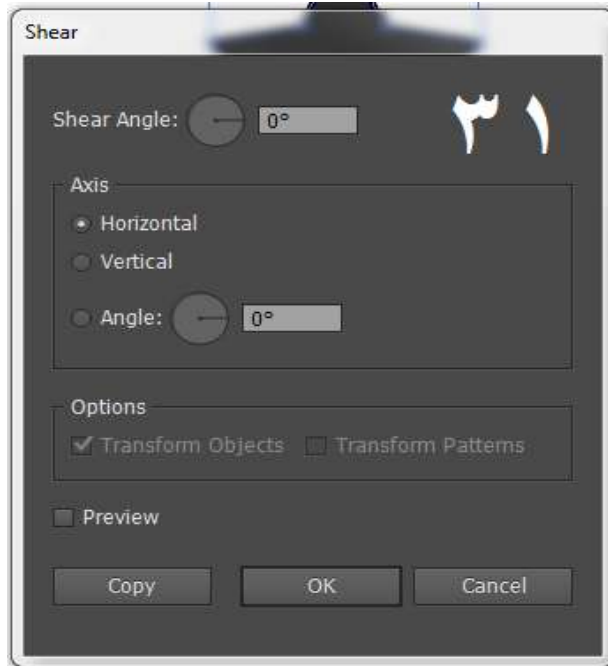 Shear
Shear Angle: 0°
٣١
Axis
Horizontal
Vertical
Angle: 0°
Options
Transform Objects Transform Patterns
Preview
Copy OK Cancel